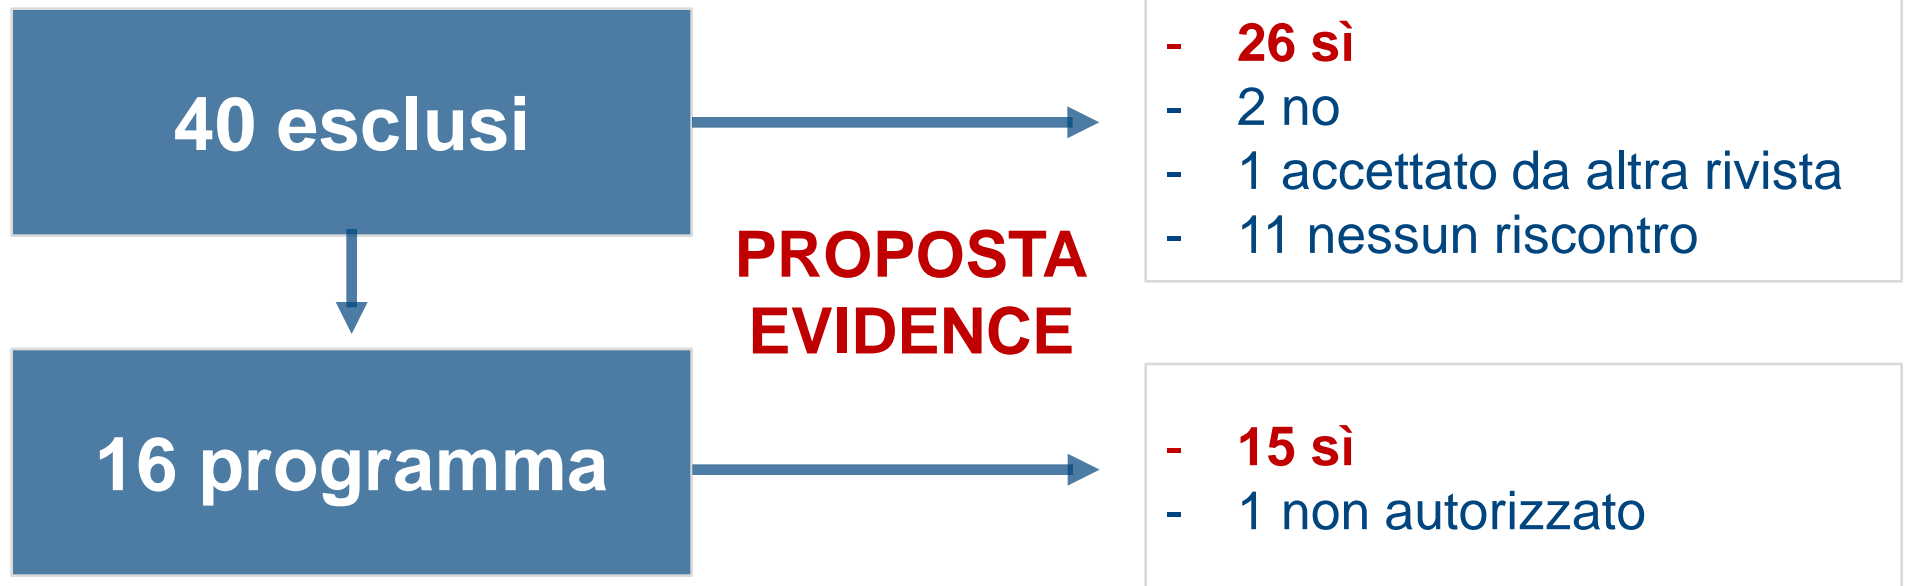 40 esclusi
- 26 sì
- 2 no
- 1 accettato da altra rivista
- 11 nessun riscontro
PROPOSTA
EVIDENCE
16 programma
- 15 sì
- 1 non autorizzato